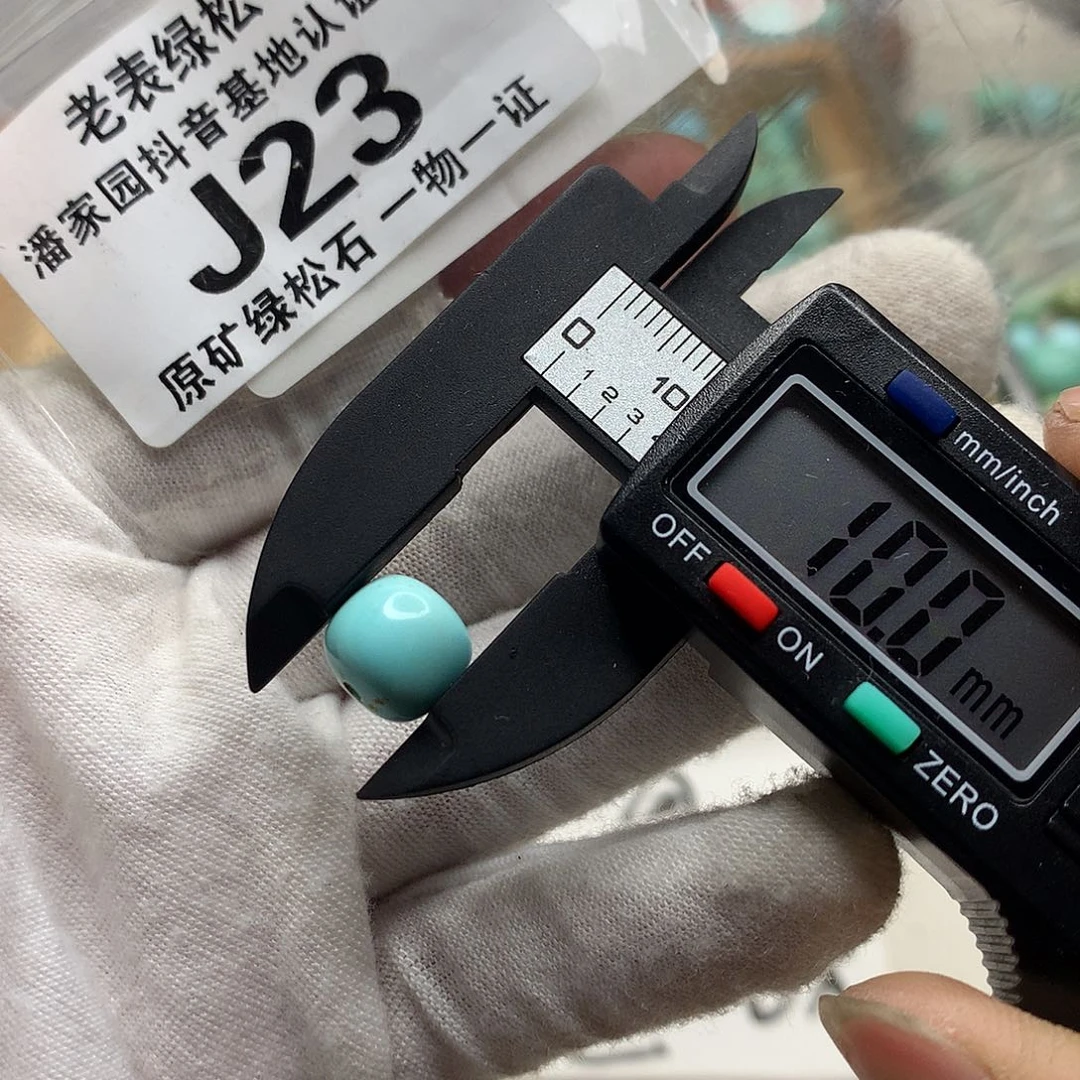 老表绿松
潘家园抖音基地认证
J23
原矿绿松石 一物一证
0
10
1 2 3
mm/inch
OFF
10.0 mm
ON
ZERO